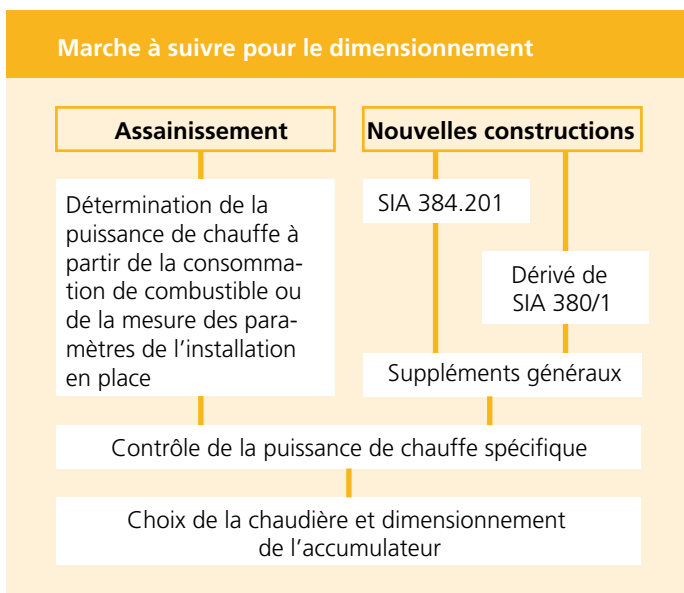 Marche à suivre pour le dimensionnement
Assainissement
Nouvelles constructions
Détermination de la
puissance de chauffe à
partir de la consomma-
tion de combustible ou
de la mesure des para-
mètres de l’installation
en place
SIA 384.201
Dérivé de
SIA 380/1
Suppléments généraux
Contrôle de la puissance de chauffe spécifique
Choix de la chaudière et dimensionnement
de l’accumulateur